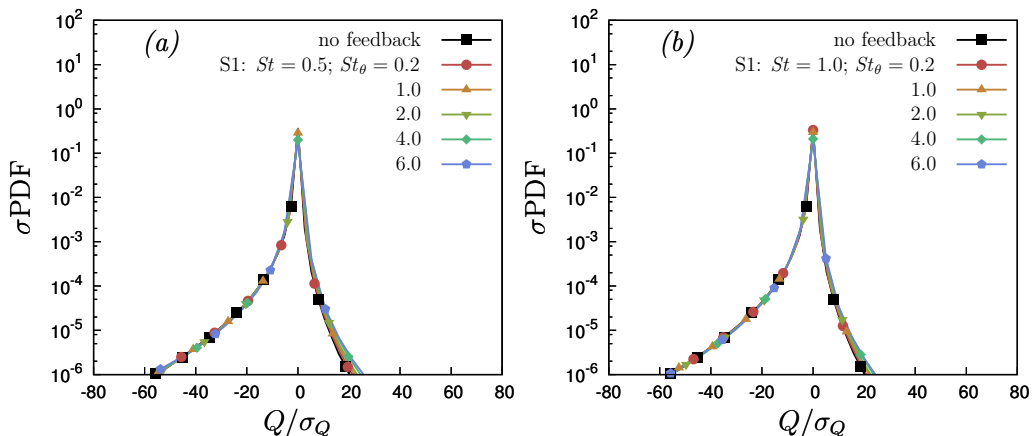 (a)
no feedback
S1: St = 0.5; St_θ = 0.2
1.0
2.0
4.0
6.0
10^2
10^1
10^0
10^-1
10^-2
10^-3
10^-4
10^-5
10^-6
σPDF
-80 -60 -40 -20 0 20 40 60 80
Q/σ_Q
(b)
no feedback
S1: St = 1.0; St_θ = 0.2
1.0
2.0
4.0
6.0
10^2
10^1
10^0
10^-1
10^-2
10^-3
10^-4
10^-5
10^-6
σPDF
-80 -60 -40 -20 0 20 40 60 80
Q/σ_Q